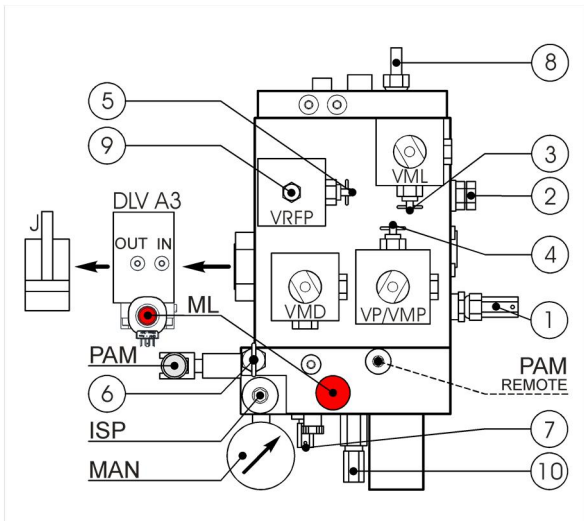 8
5
3
9
VML
2
DLV A3
VRFP
J
4
OUT IN
VMD
VP/VMP
ML
1
PAM
PAM
REMOTE
6
ISP
7
MAN
10